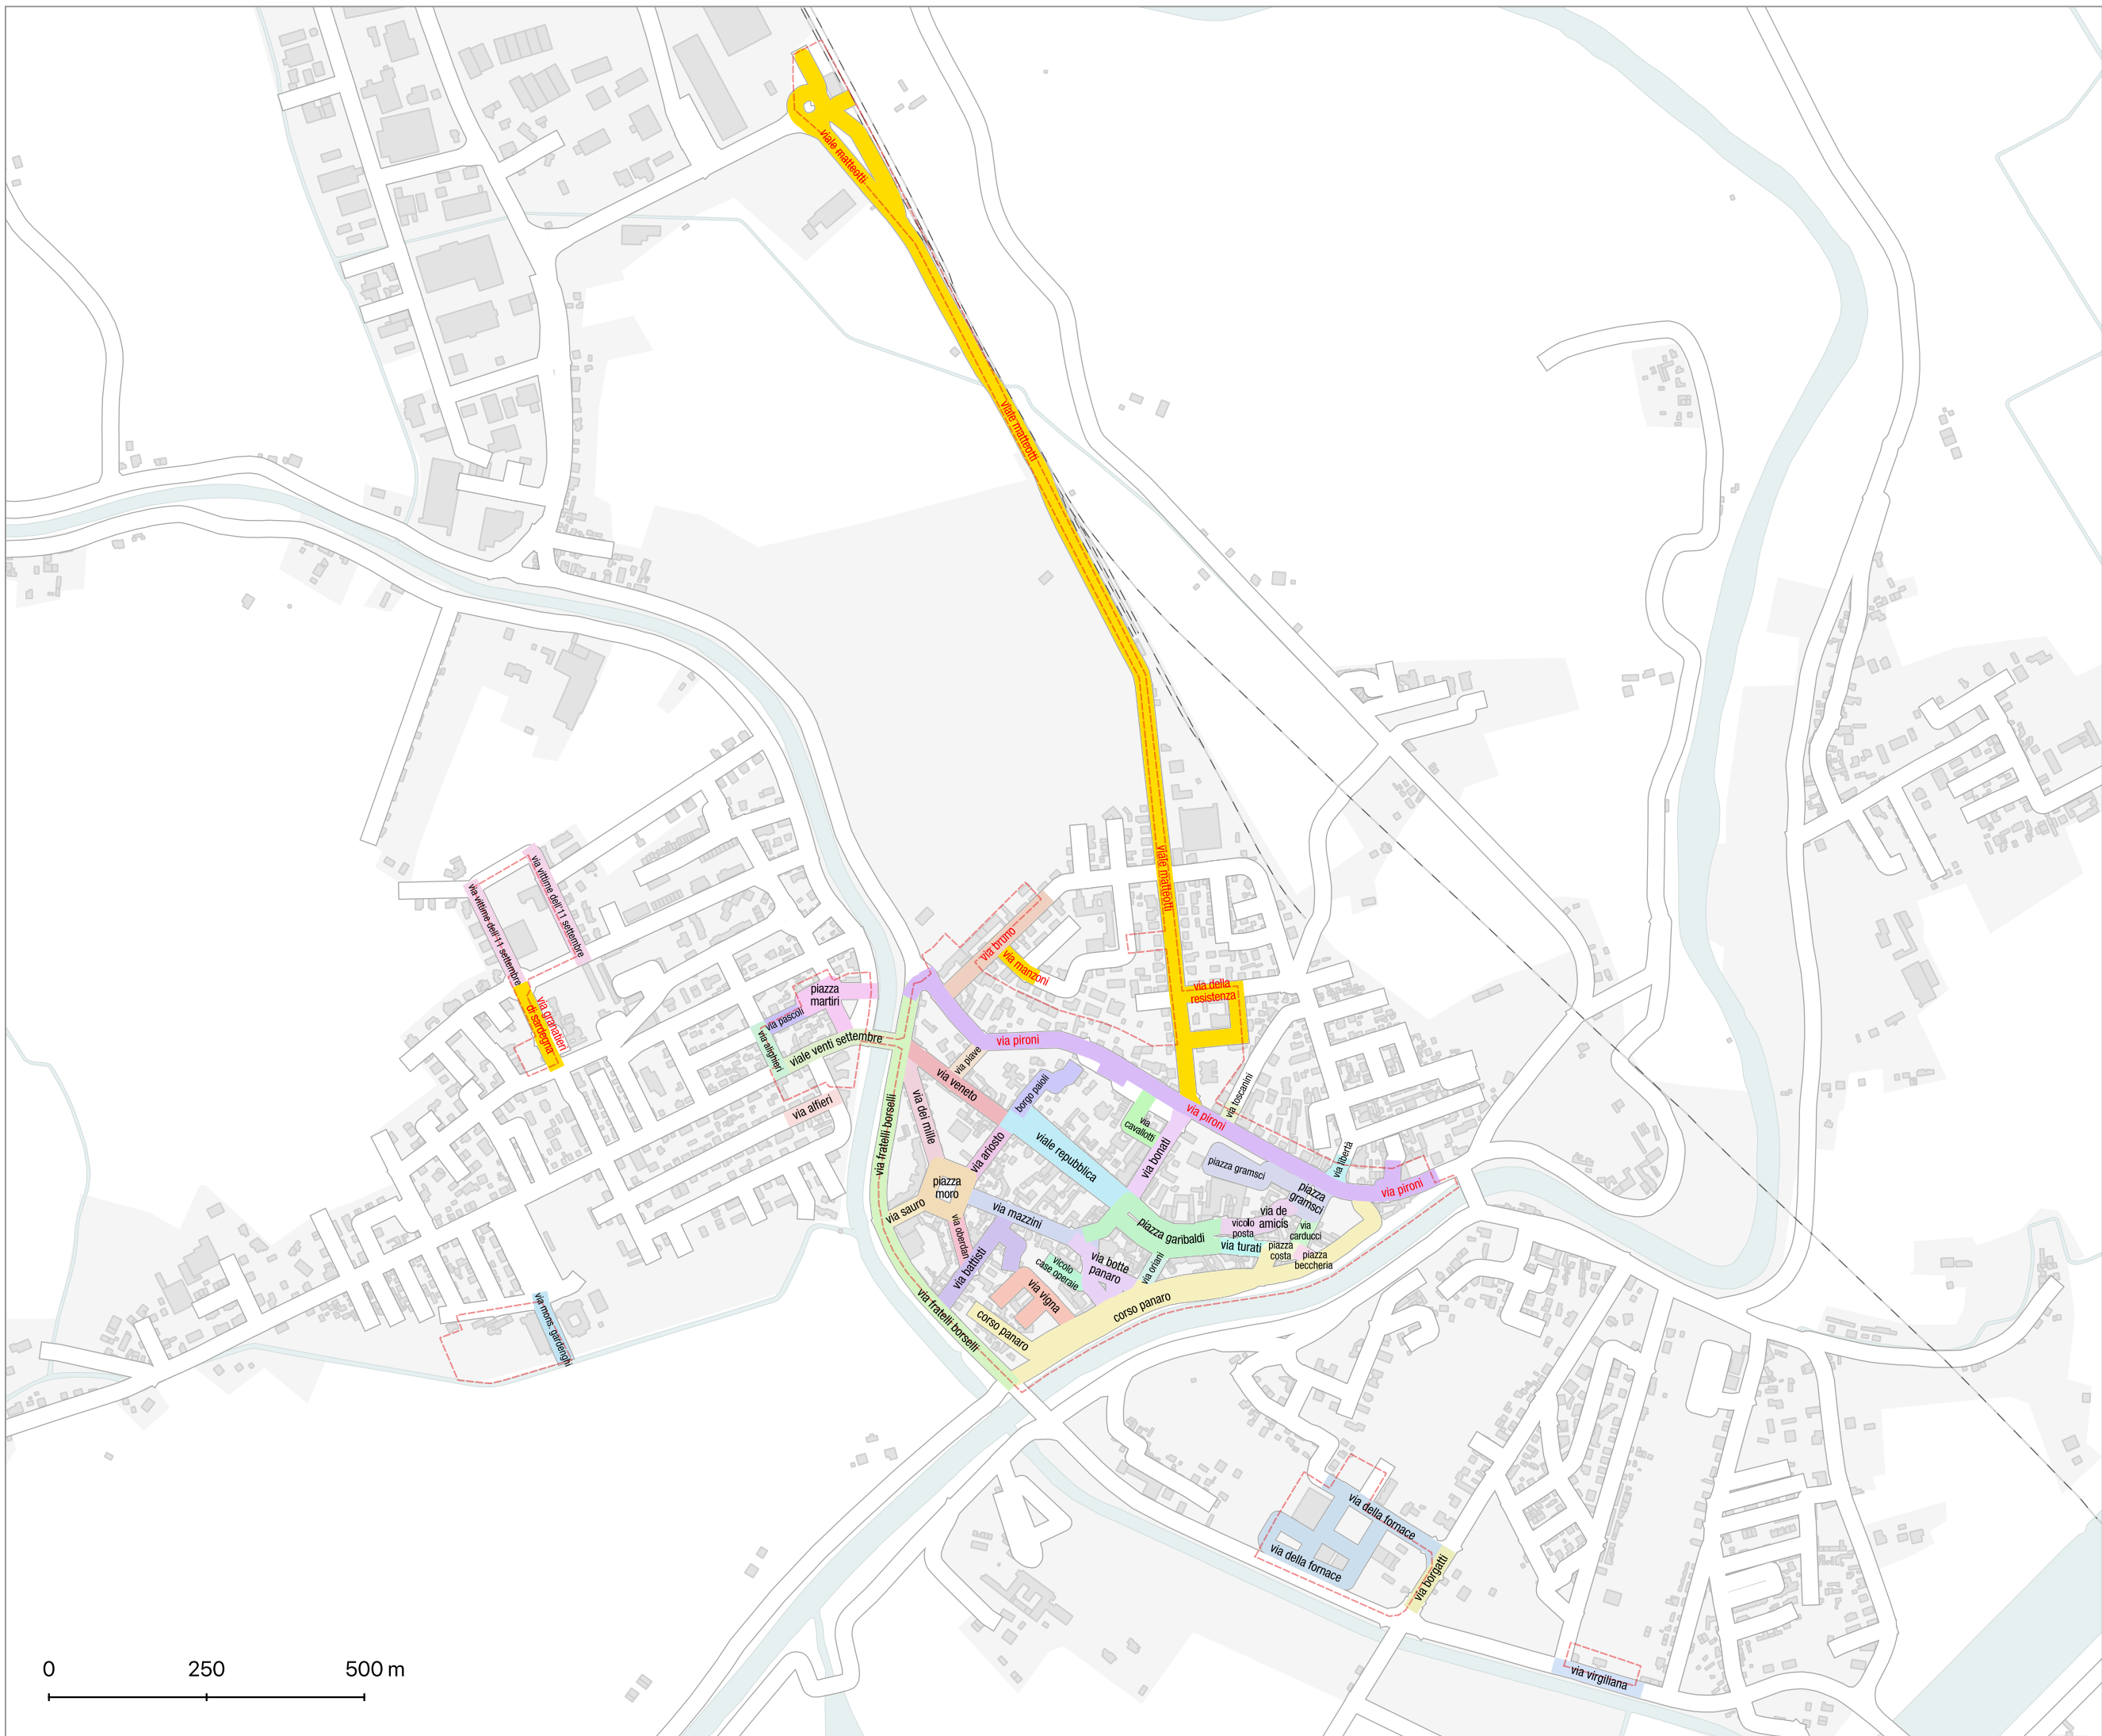 viale matteotti
viale matteotti
viale matteotti
via vittime dell'11 settembre
via vittime dell'11 settembre
via granatieri
di sardegna
via bruno
via manzoni
via della
resistenza
piazza
martiri
via pascoli
via alighieri
viale venti settembre
via alfieri
via pironi
via piave
via veneto
borgo paioli
via toscanini
via cavallotti
via pironi
via dei mille
via fratelli borselli
via ariosto
viale repubblica
via bonati
piazza gramsci
via libertà
via pironi
piazza
moro
piazza
gramsci
via sauro
via mazzini
via oberdan
piazza garibaldi
vicolo
posta
via de
amicis
via
carducci
via turati
piazza
costa
piazza
beccheria
via battisti
vicolo
case operaie
via botte
panaro
via oriani
via vigna
corso panaro
corso panaro
via fratelli borselli
via mons. gardenghi
via della fornace
via della fornace
via borgatti
via virgiliana
0 250 500 m